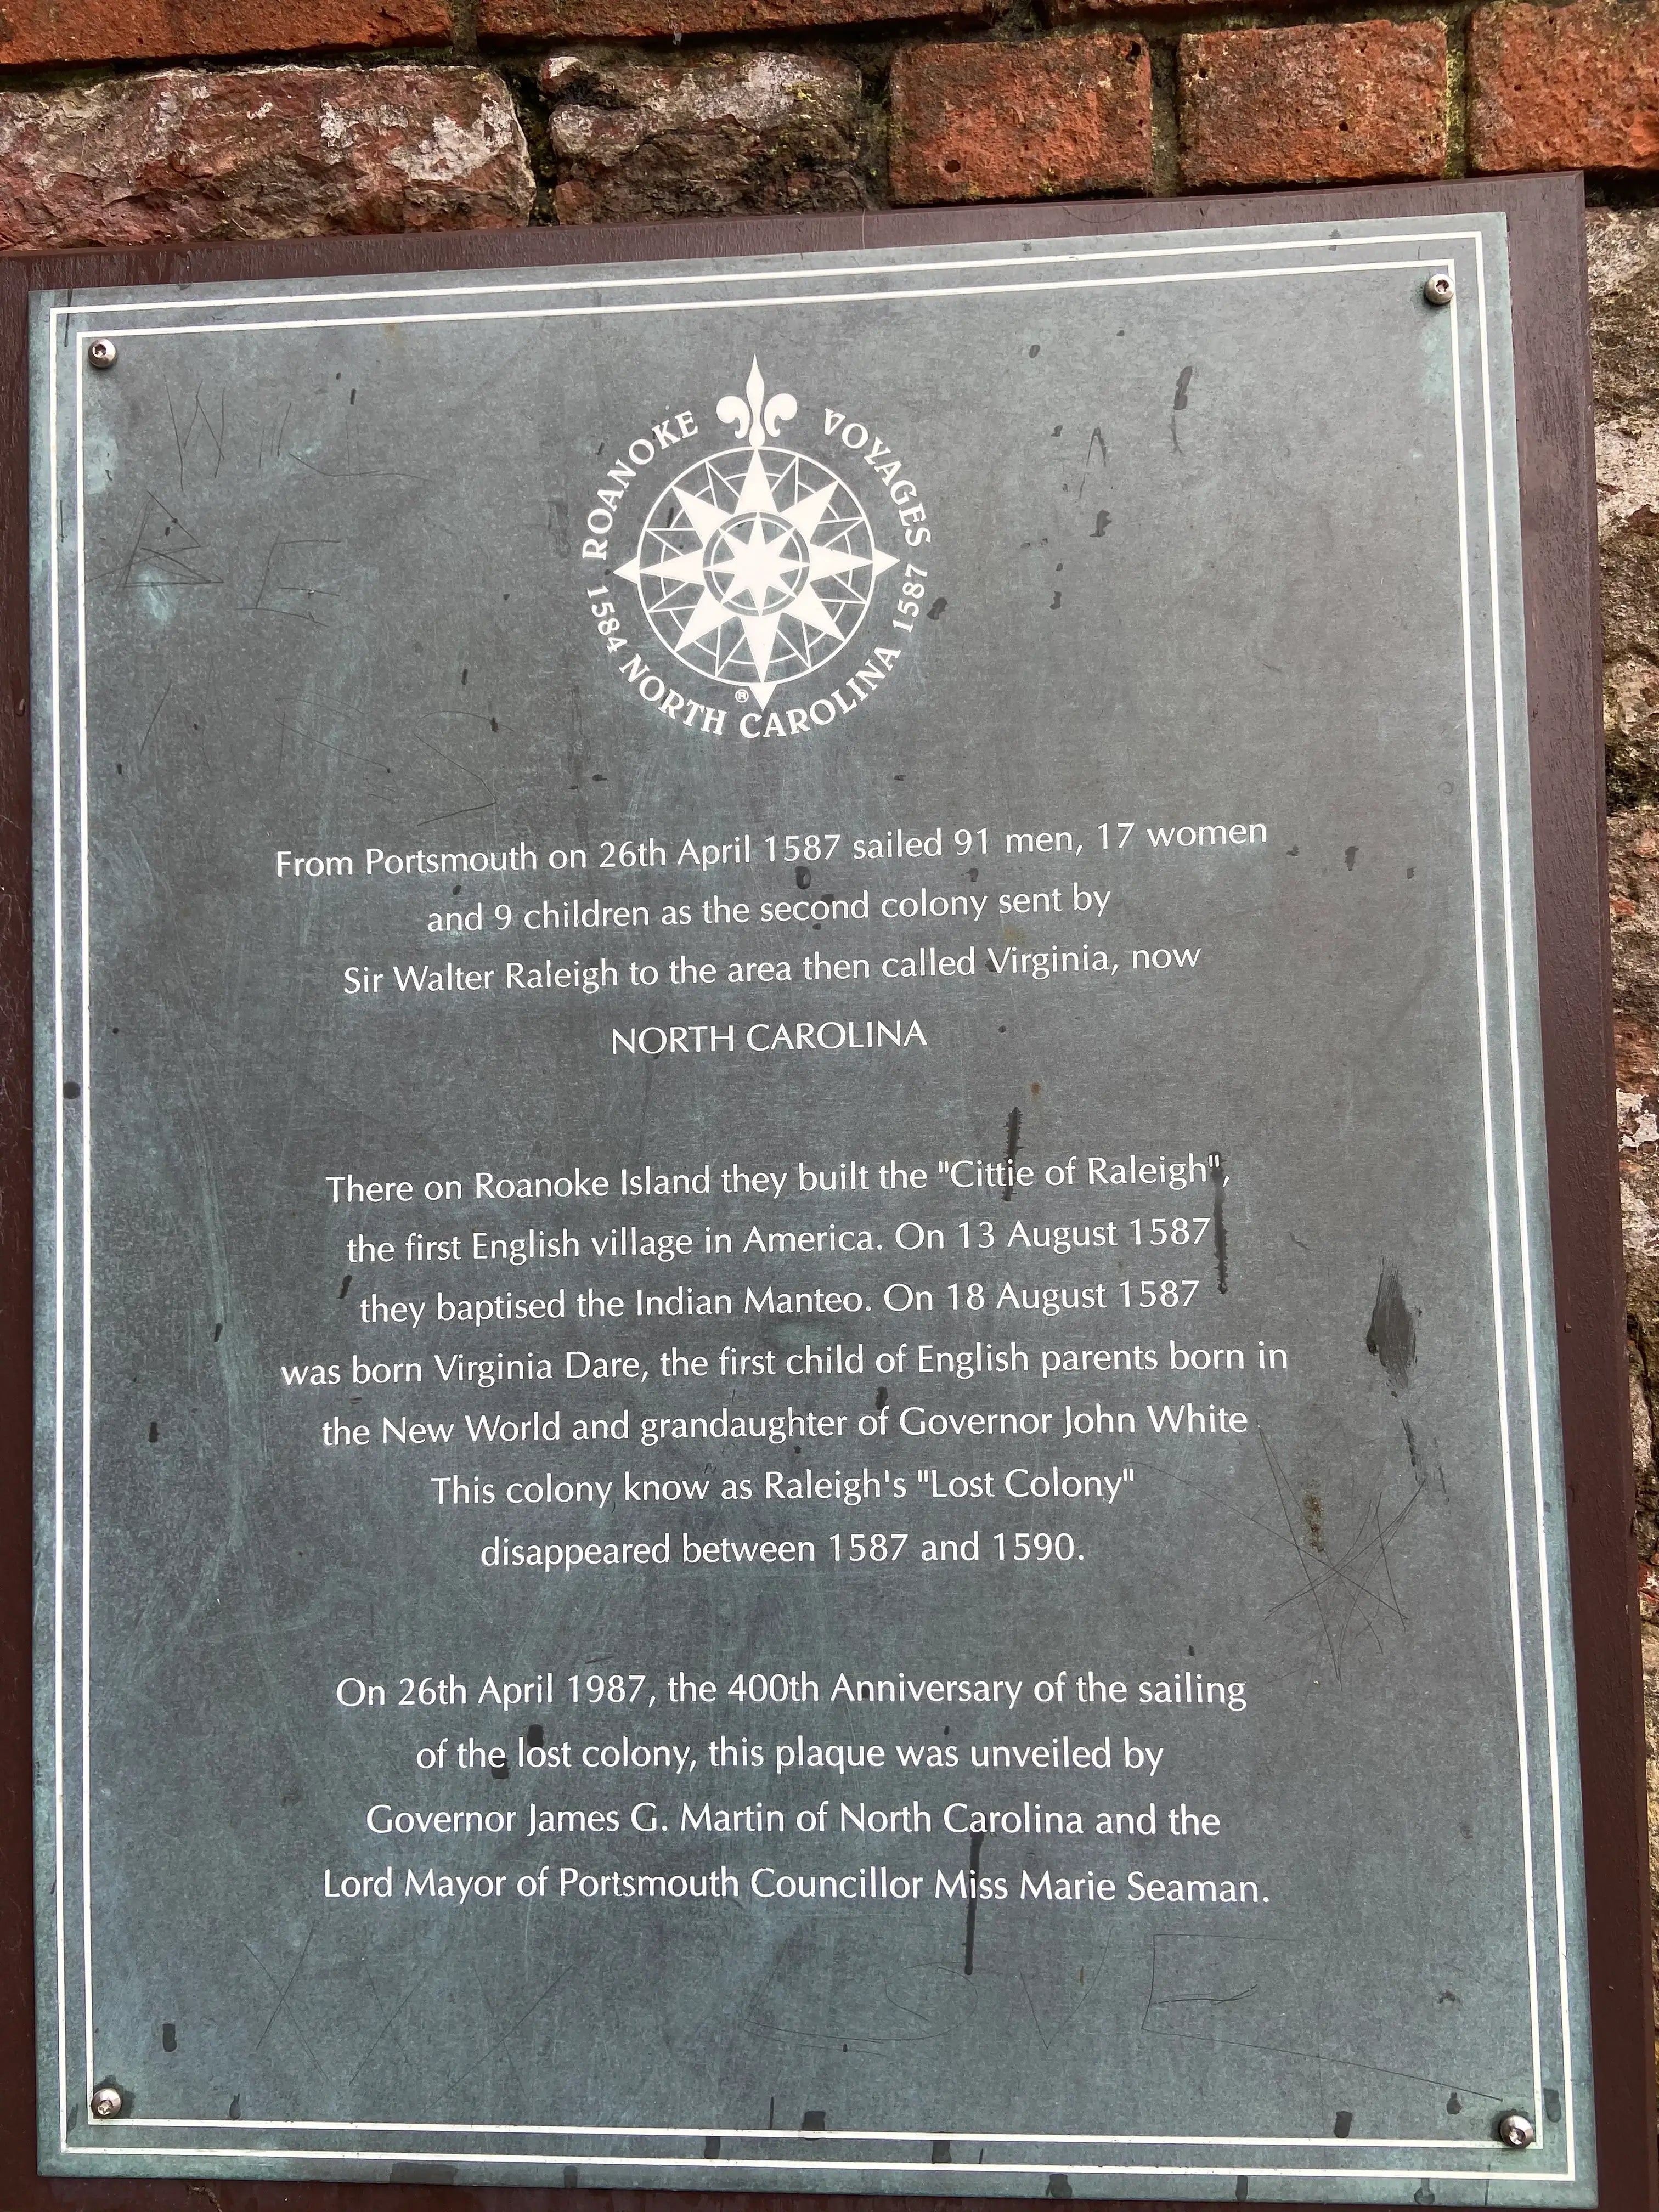 ROANOKE VOYAGES
1584 NORTH CAROLINA 1587
®
From Portsmouth on 26th April 1587 sailed 91 men, 17 women
and 9 children as the second colony sent by
Sir Walter Raleigh to the area then called Virginia, now
NORTH CAROLINA
There on Roanoke Island they built the "Cittie of Raleigh",
the first English village in America. On 13 August 1587
they baptised the Indian Manteo. On 18 August 1587
was born Virginia Dare, the first child of English parents born in
the New World and grandaughter of Governor John White
This colony know as Raleigh's "Lost Colony"
disappeared between 1587 and 1590.
On 26th April 1987, the 400th Anniversary of the sailing
of the lost colony, this plaque was unveiled by
Governor James G. Martin of North Carolina and the
Lord Mayor of Portsmouth Councillor Miss Marie Seaman.